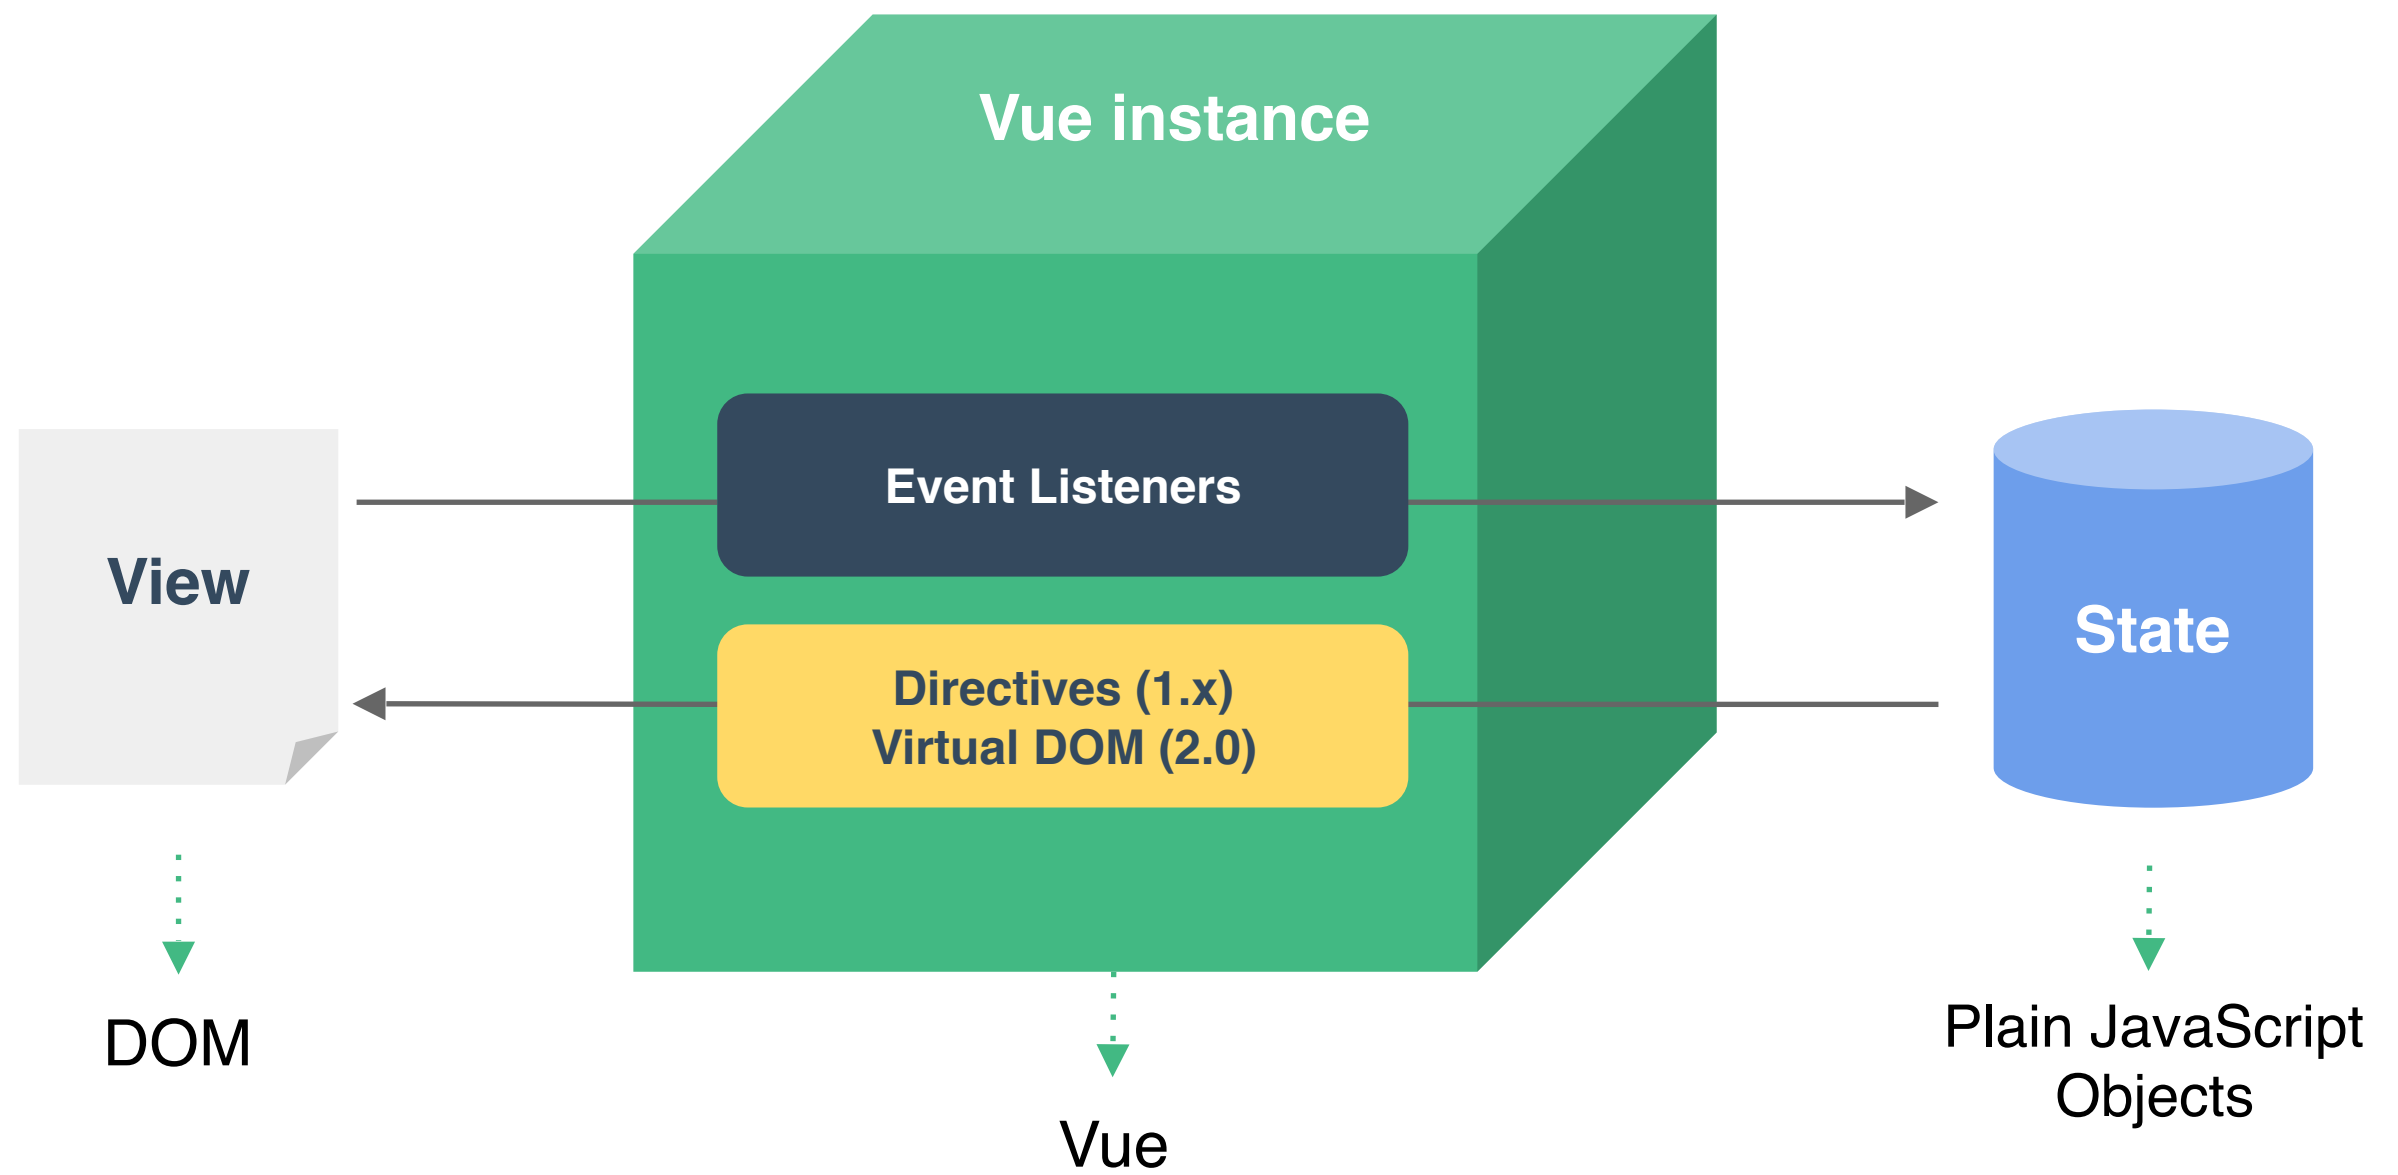 Vue instance
Event Listeners
View
State
Directives (1.x)
Virtual DOM (2.0)
DOM
Plain JavaScript
Objects
Vue